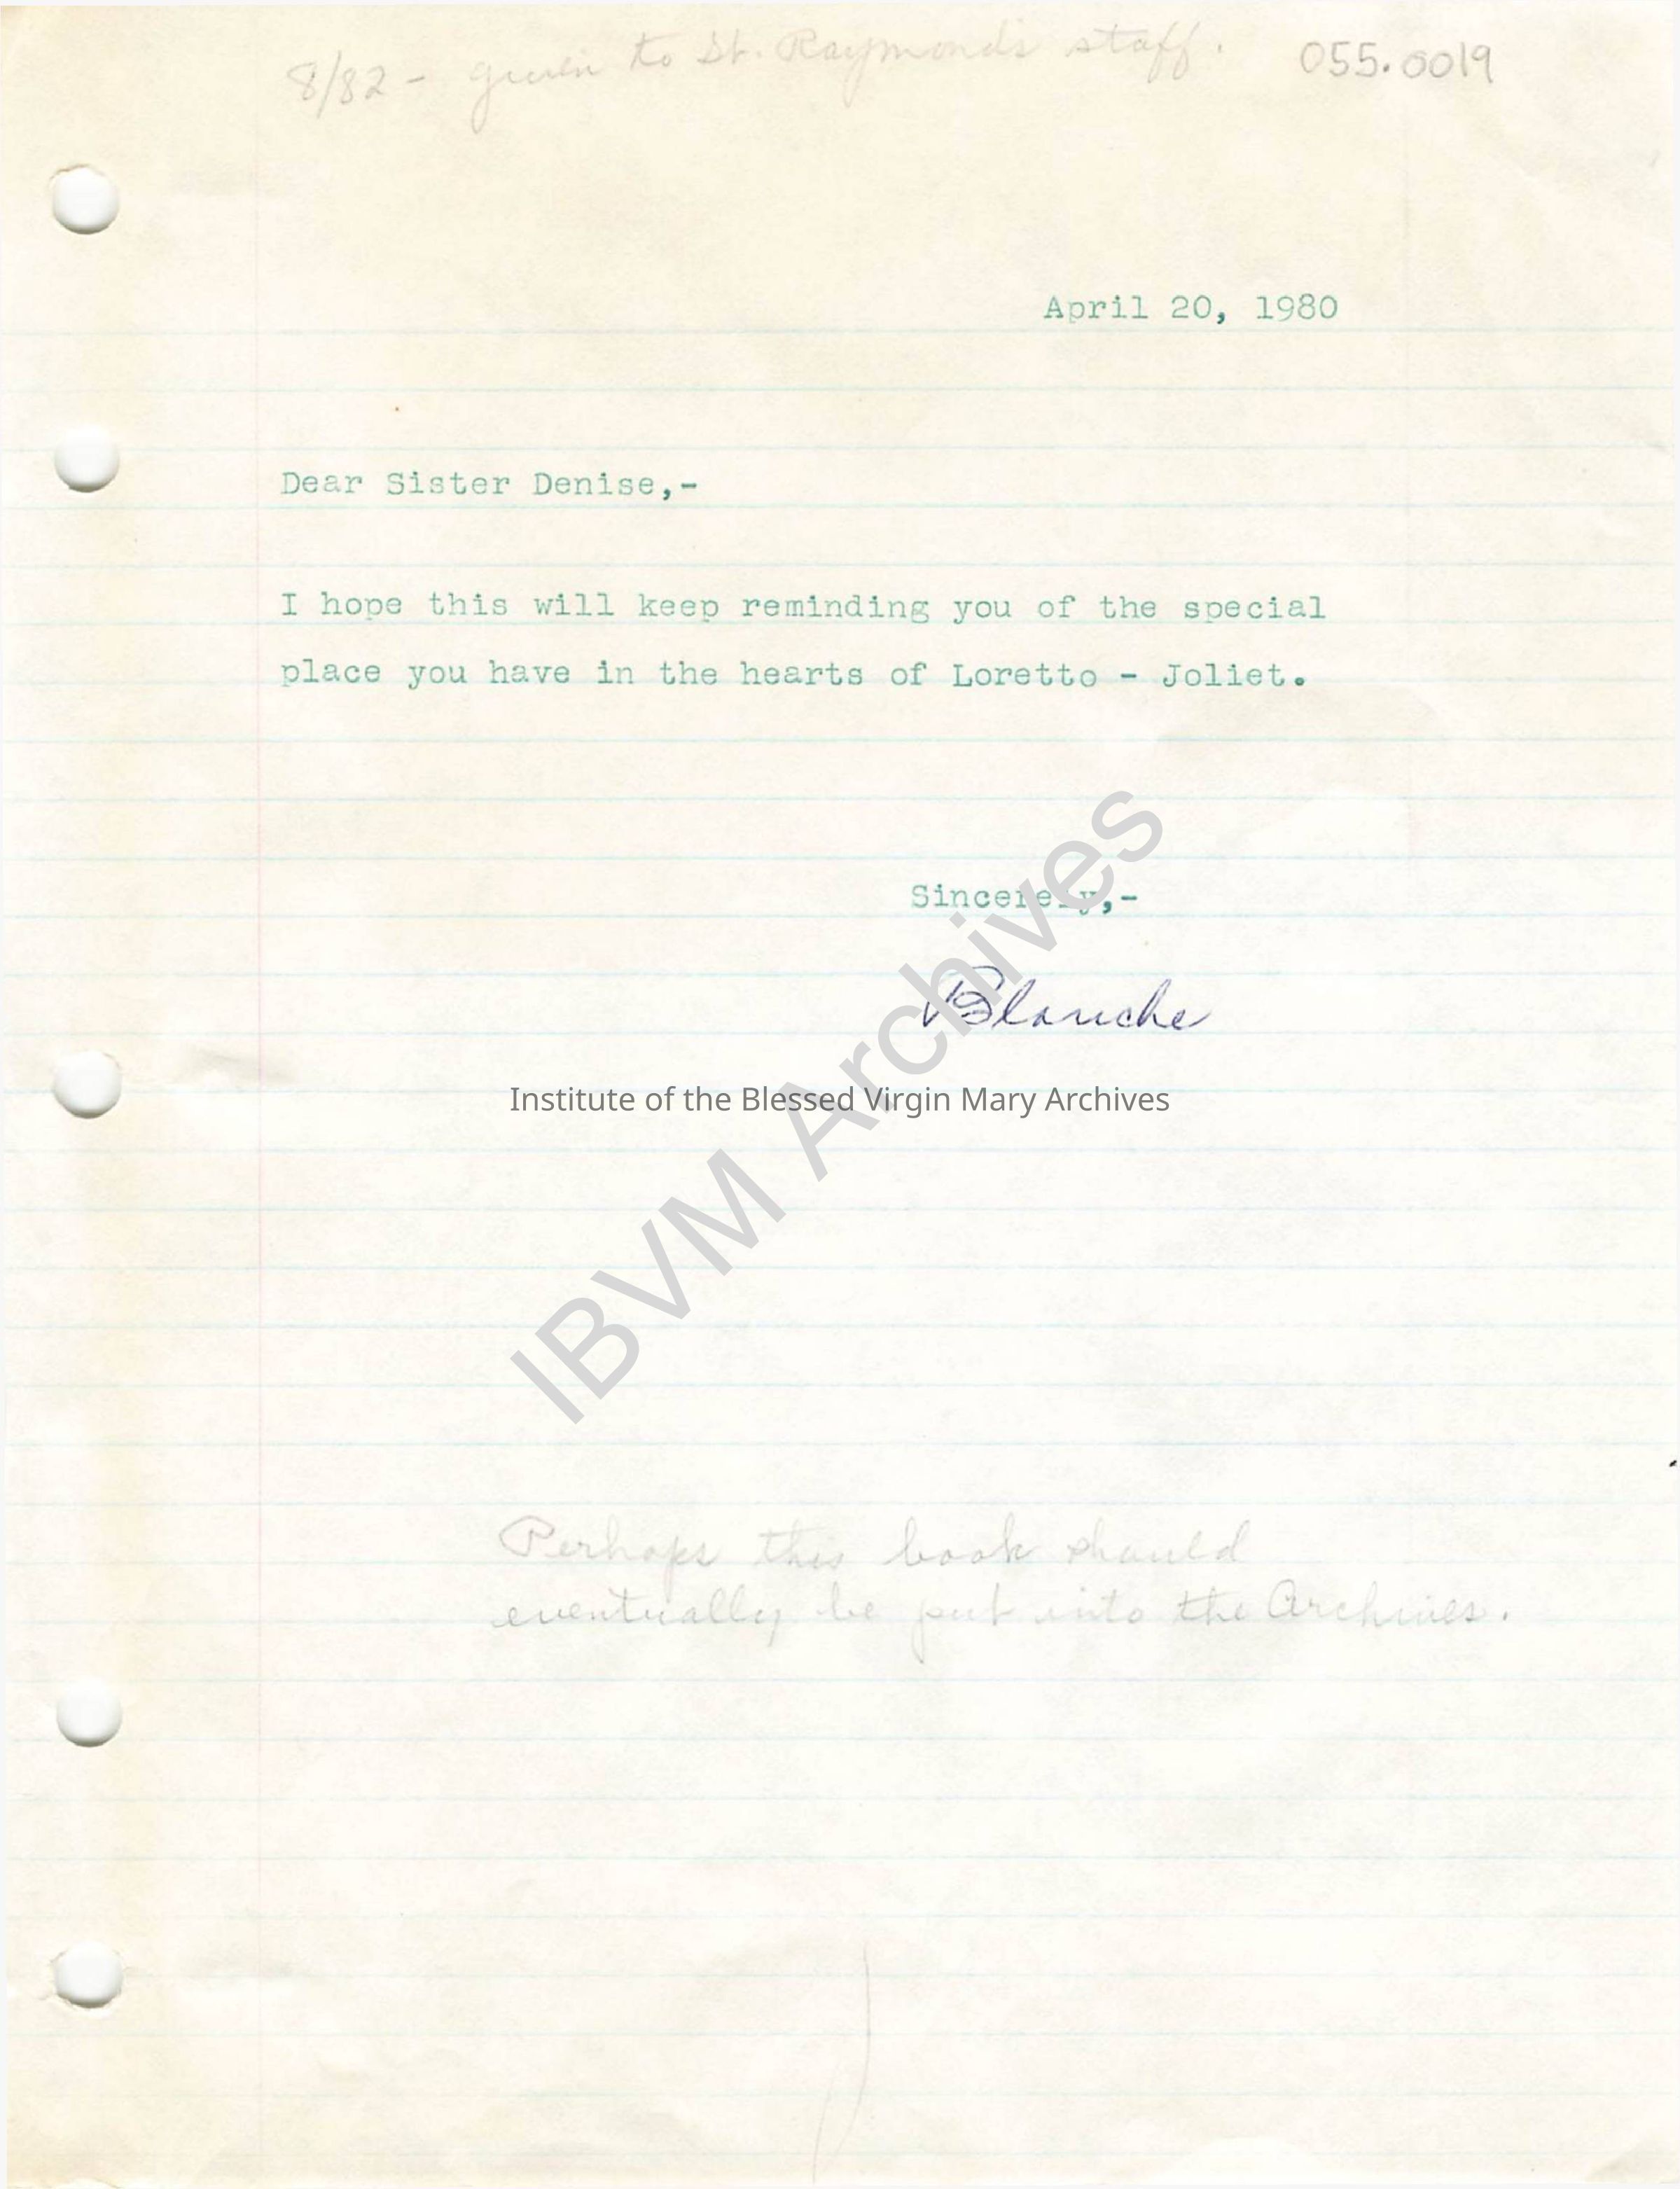 8/82 - given to St. Raymond's staff. 055.0019
April 20, 1980
Dear Sister Denise,-
I hope this will keep reminding you of the special
place you have in the hearts of Loretto - Joliet.
Sincerely,-
Blanche
IBVM Archives
Institute of the Blessed Virgin Mary Archives
Perhaps this book should
eventually be put into the Archives.